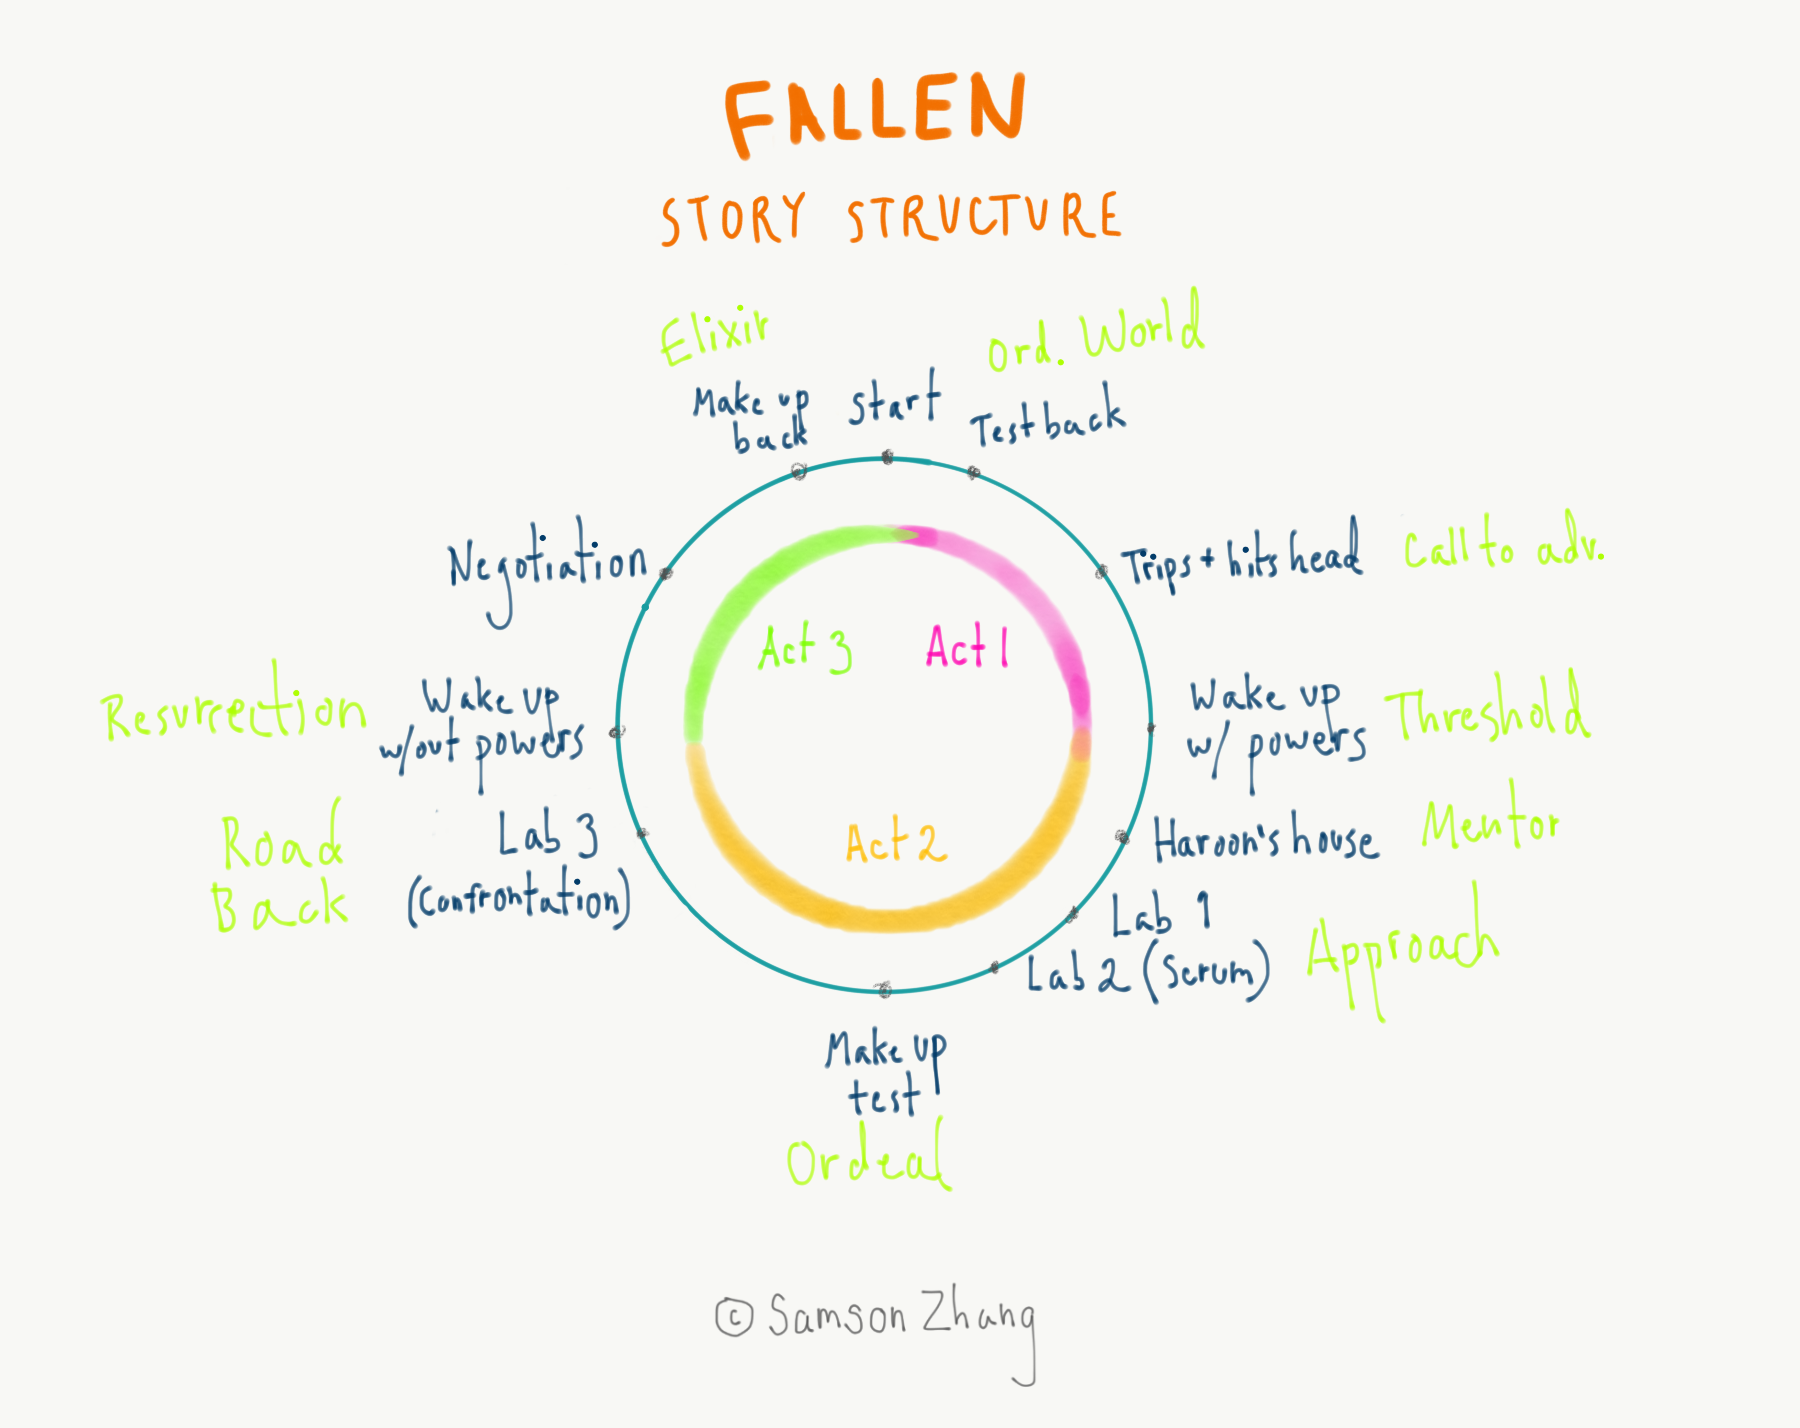 FALLEN
STORY STRUCTURE
Elixir
Ord. World
Make up
back
Start
Test back
Trips + hits head
Call to adv.
Wake up
w/ powers
Threshold
Haroon's house
Mentor
Lab 1
Lab 2 (Serum)
Approach
Make up
test
Ordeal
Lab 3
(Confrontation)
Road
Back
Wake up
w/out powers
Resurrection
Negotiation
Act 1
Act 2
Act 3
© Samson Zhang